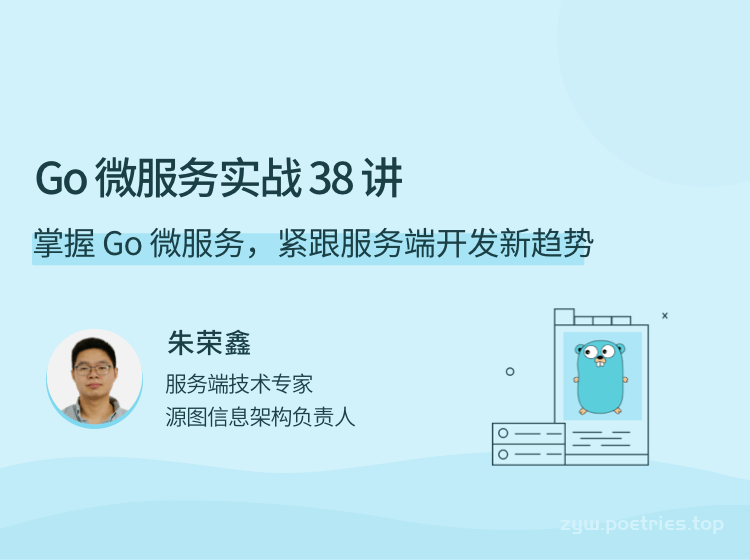 Go 微服务实战 38 讲
掌握 Go 微服务，紧跟服务端开发新趋势
朱荣鑫
服务端技术专家
源图信息架构负责人
zyw.poetries.top